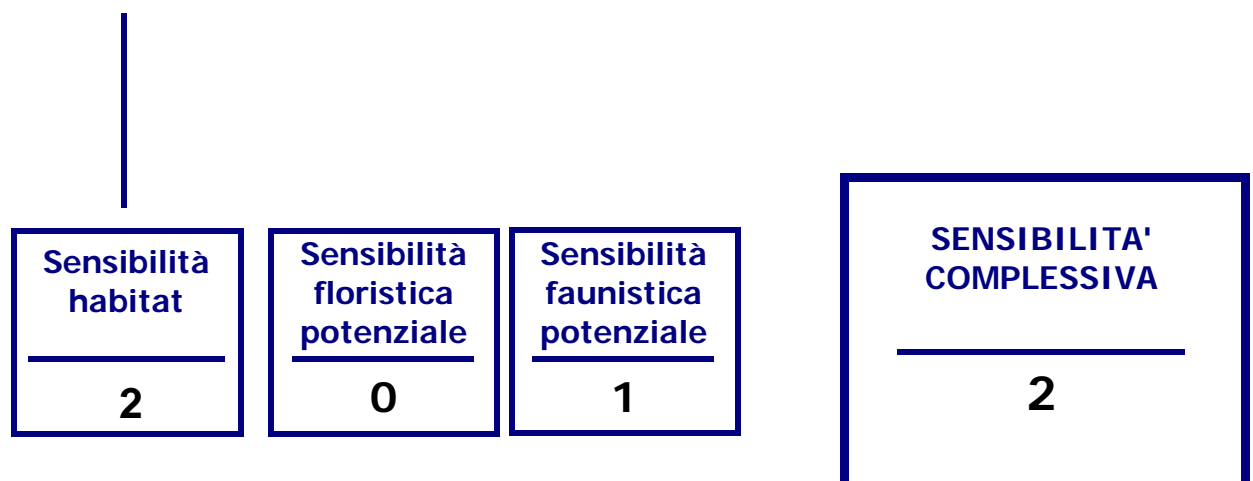 Sensibilità
habitat
2
Sensibilità
floristica
potenziale
0
Sensibilità
faunistica
potenziale
1
SENSIBILITA'
COMPLESSIVA
2